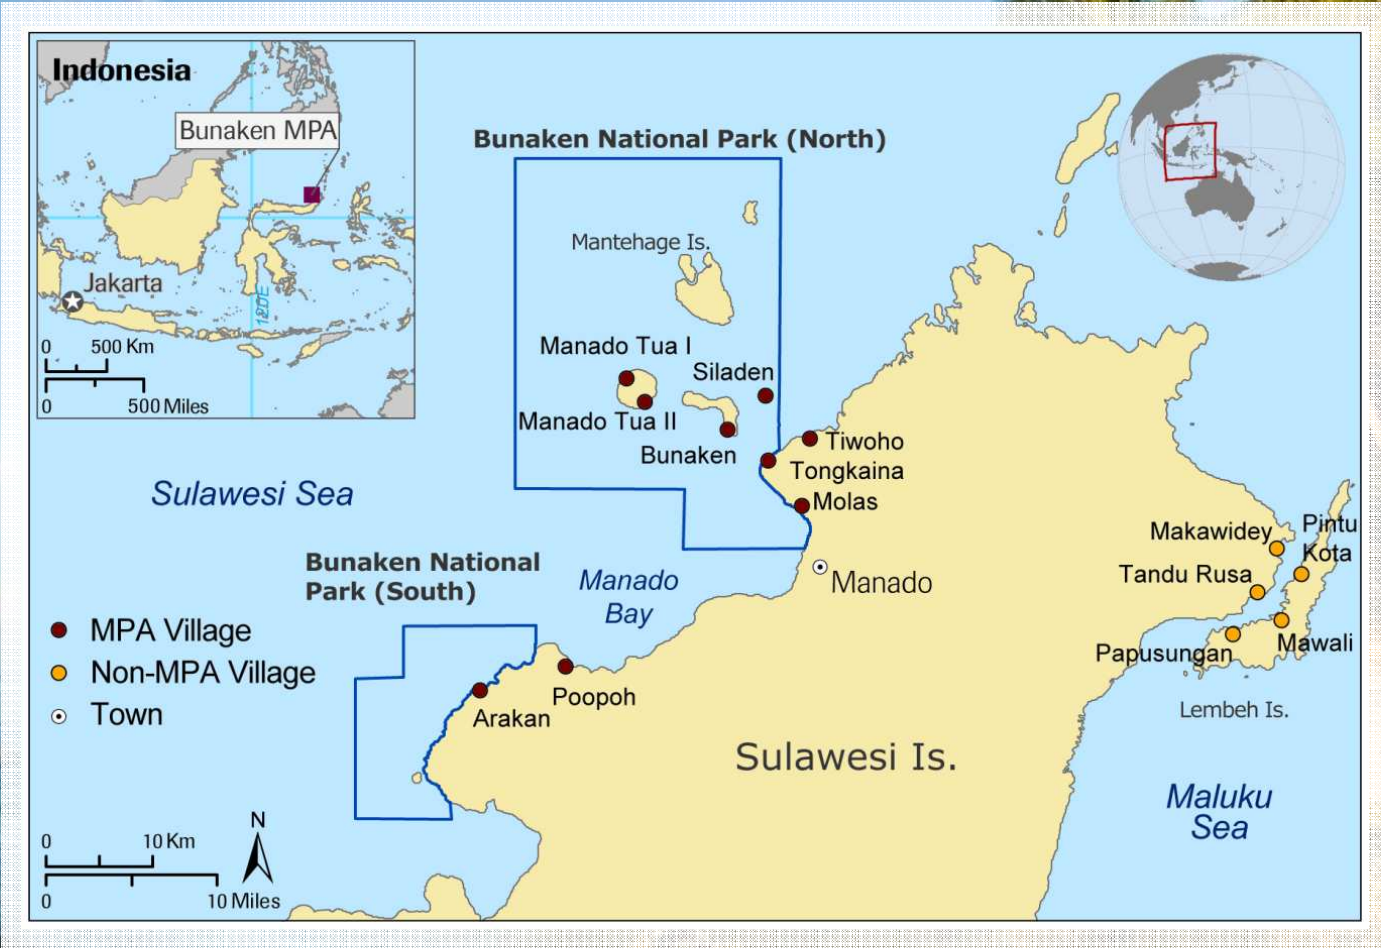 Indonesia
Bunaken MPA
Jakarta
120E
0 500 Km
0 500 Miles
Bunaken National Park (North)
Mantehage Is.
Manado Tua I
Siladen
Manado Tua II
Bunaken
Tiwoho
Tongkaina
Molas
Sulawesi Sea
Manado
Bay
Manado
Makawidey
Pintu
Kota
Tandu Rusa
Papusungan
Mawali
Lembeh Is.
Bunaken National
Park (South)
MPA Village
Non-MPA Village
Town
Poopoh
Arakan
Sulawesi Is.
Maluku
Sea
N
0 10 Km
0 10 Miles